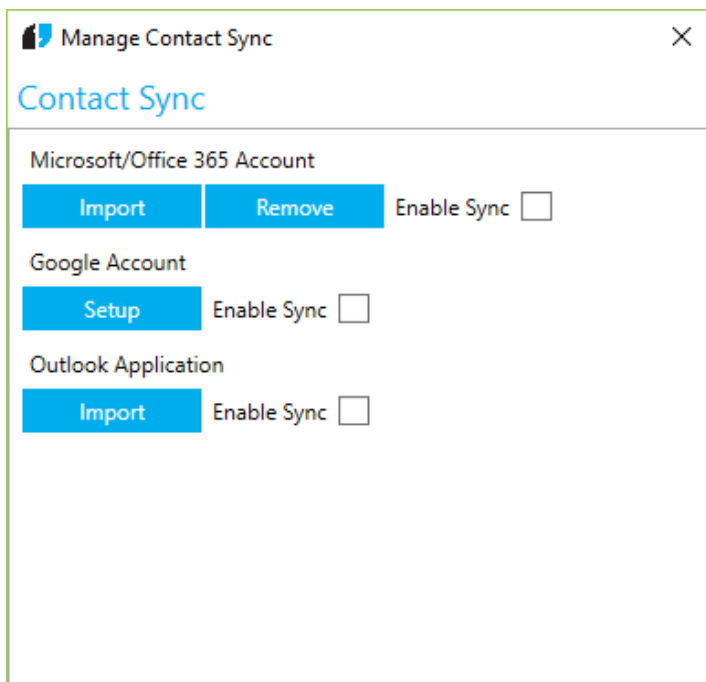 Manage Contact Sync
Contact Sync
Microsoft/Office 365 Account
Import Remove Enable Sync
Google Account
Setup Enable Sync
Outlook Application
Import Enable Sync